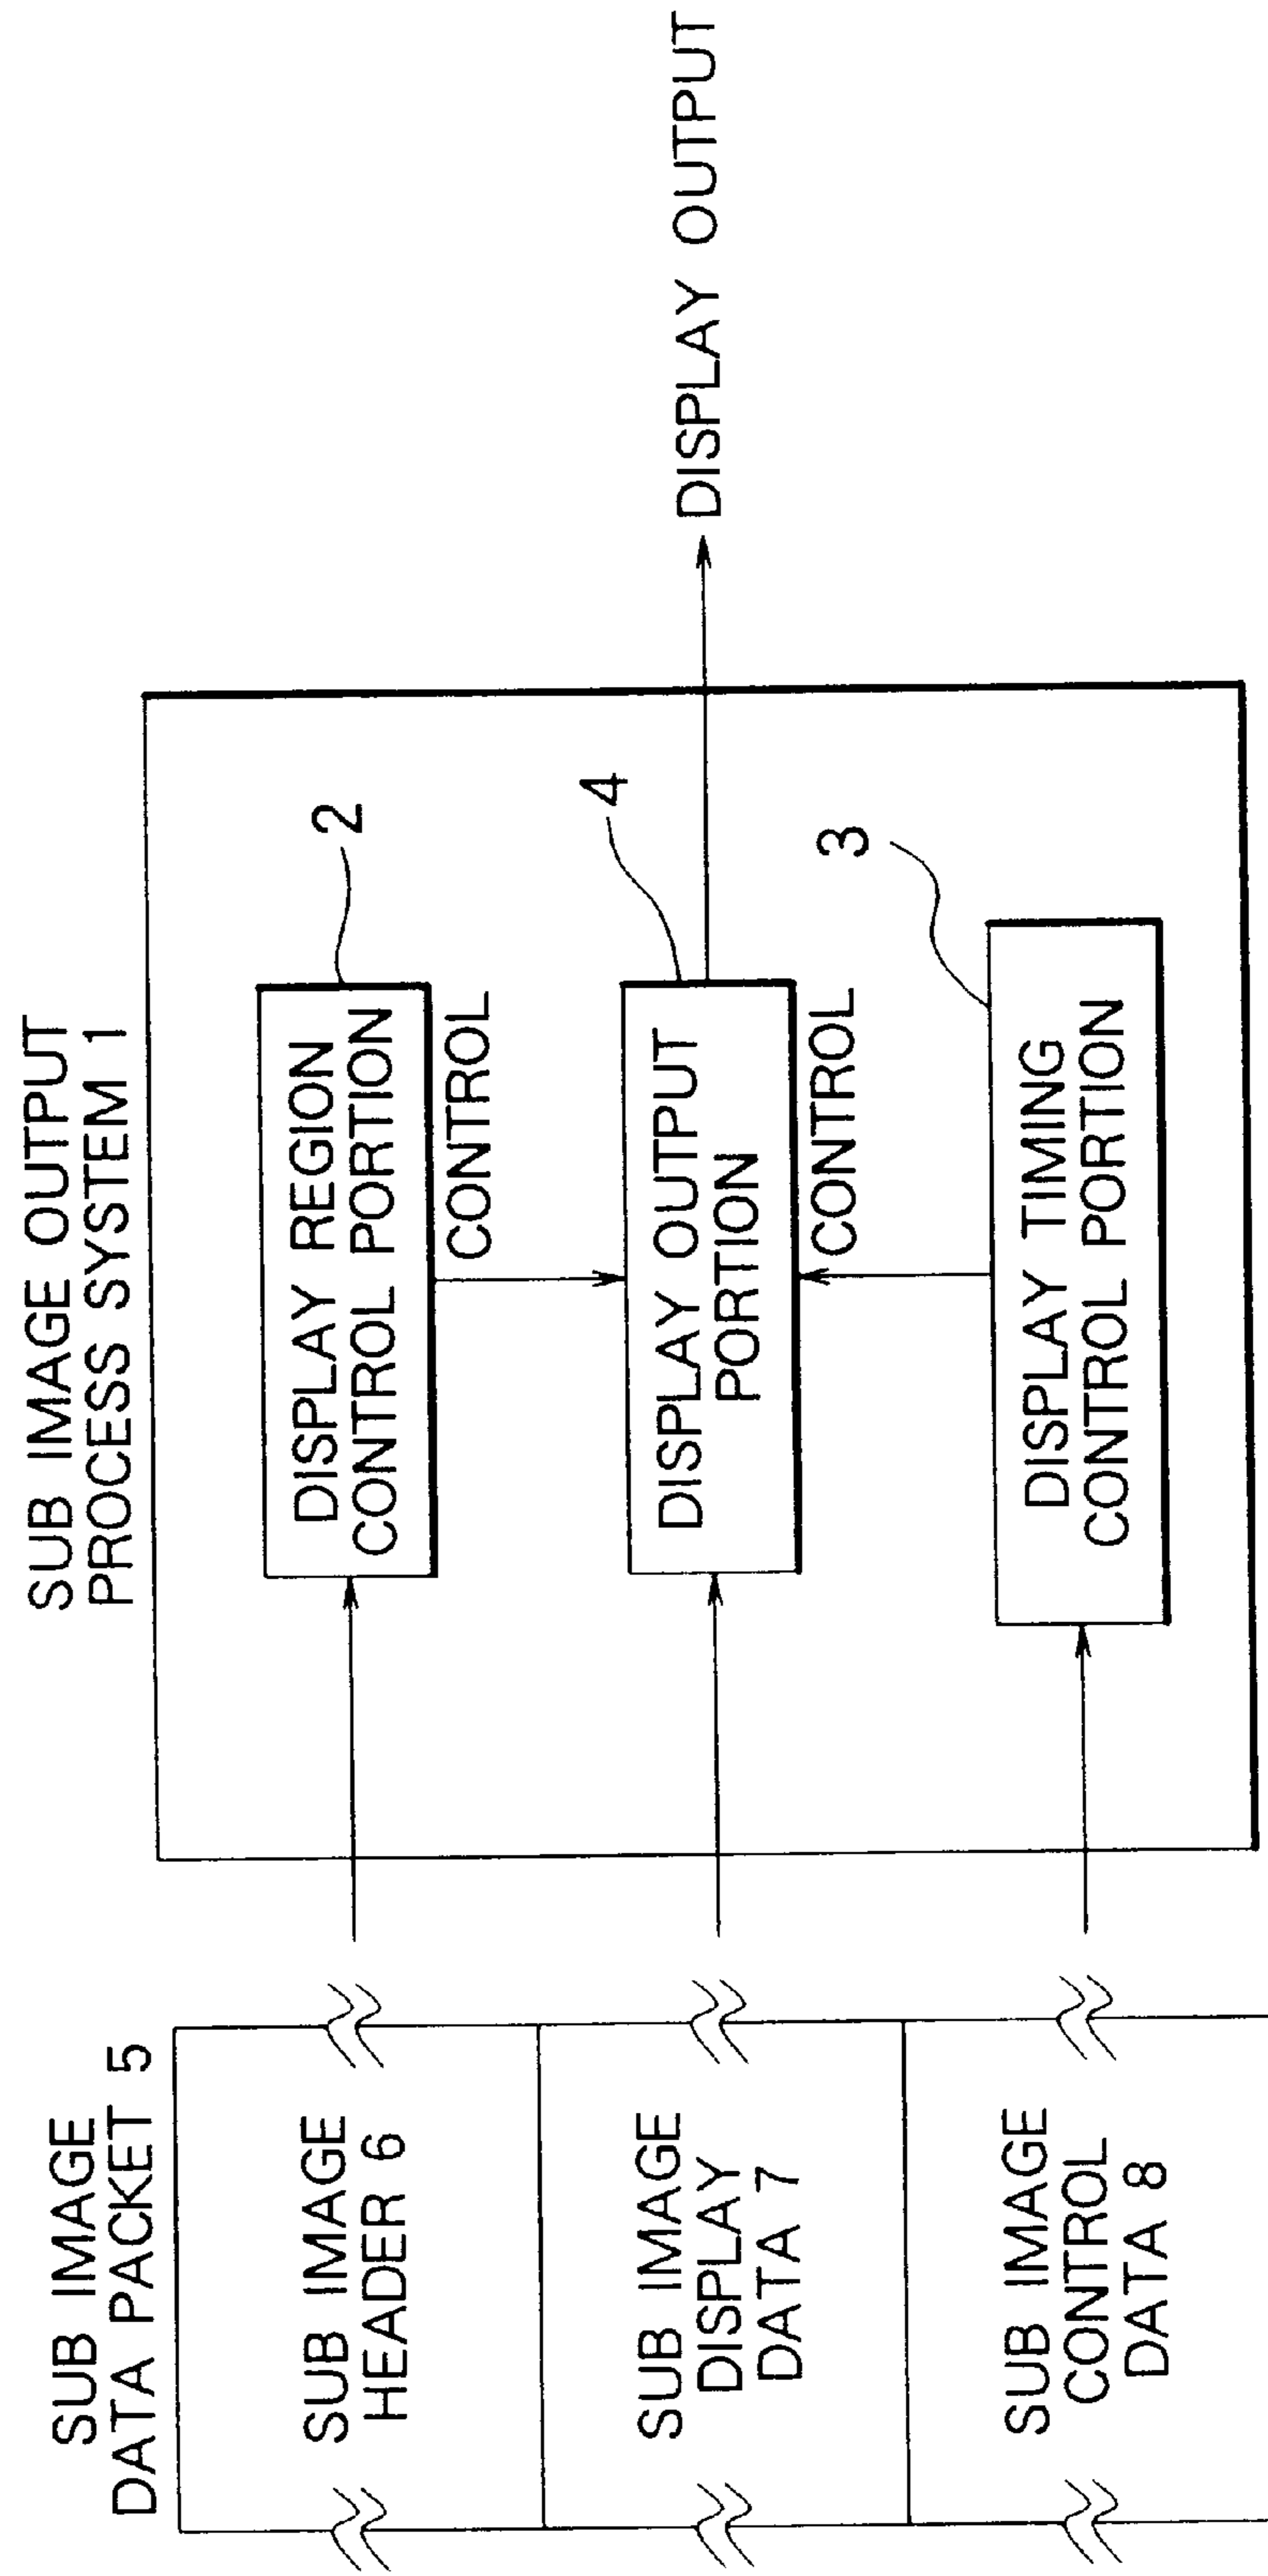 SUB IMAGE
DATA PACKET 5
SUB IMAGE
HEADER 6
SUB IMAGE
DISPLAY
DATA 7
SUB IMAGE
CONTROL
DATA 8
SUB IMAGE OUTPUT
PROCESS SYSTEM 1
DISPLAY REGION
CONTROL PORTION
2
CONTROL
DISPLAY OUTPUT
PORTION
4
CONTROL
DISPLAY TIMING
CONTROL PORTION
3
DISPLAY OUTPUT